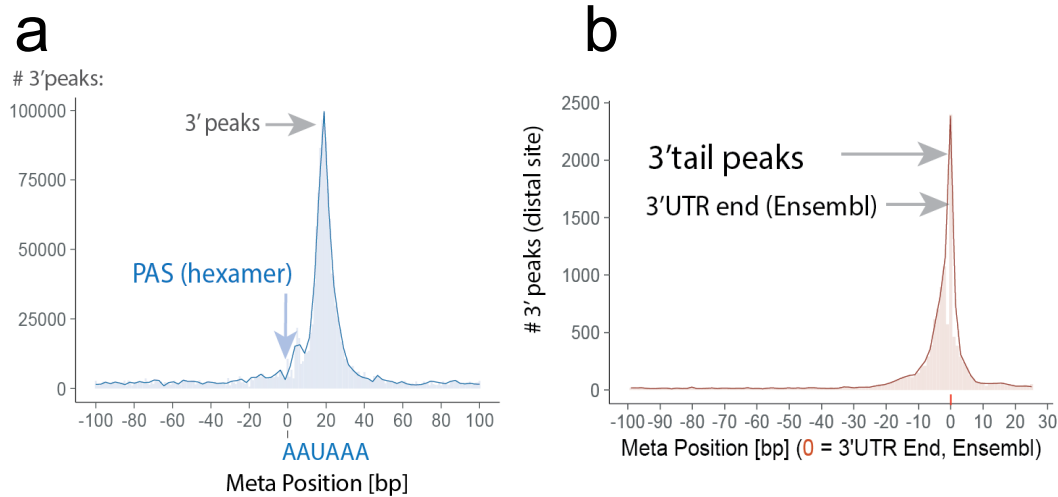 a
# 3'peaks:
100000
75000
50000
25000
0
3' peaks
PAS (hexamer)
-100 -80 -60 -40 -20 0 20 40 60 80 100
AAUAAA
Meta Position [bp]
b
# 3' peaks (distal site)
2500
2000
1500
1000
500
0
3'tail peaks
3'UTR end (Ensembl)
-100 -90 -80 -70 -60 -50 -40 -30 -20 -10 0 10 20 30
Meta Position [bp] (0 = 3'UTR End, Ensembl)